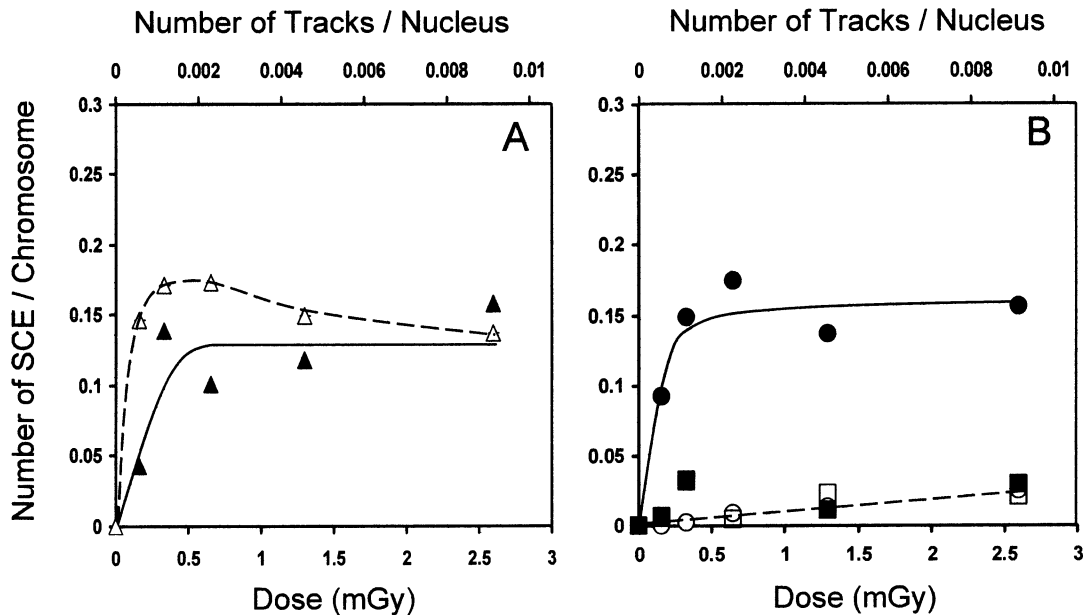 Number of Tracks / Nucleus
0 0.002 0.004 0.006 0.008 0.01
Number of SCE / Chromosome
0.3
0.25
0.2
0.15
0.1
0.05
0
A
0 0.5 1 1.5 2 2.5 3
Dose (mGy)
Number of Tracks / Nucleus
0 0.002 0.004 0.006 0.008 0.01
0.3
0.25
0.2
0.15
0.1
0.05
0
B
0 0.5 1 1.5 2 2.5 3
Dose (mGy)